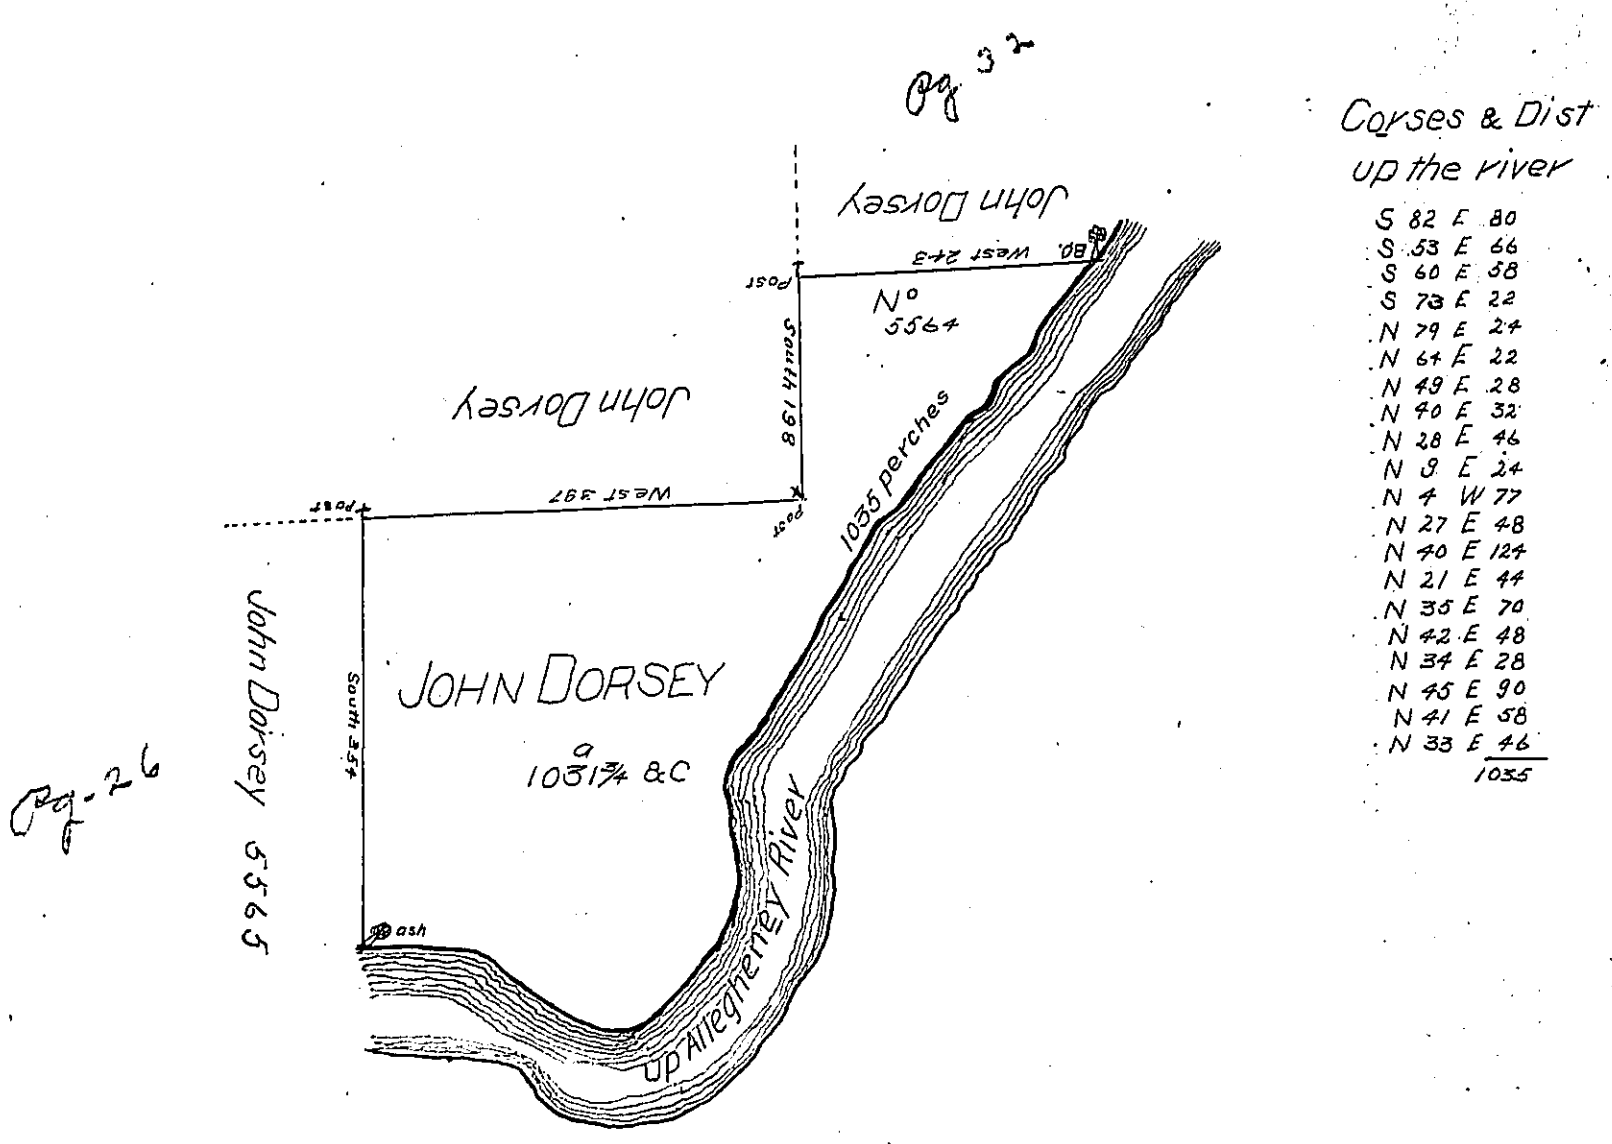 Pg 32
Corses & Dist
up the river
S 82 E 80
S 53 E 66
S 60 E 58
S 73 E 22
N 79 E 24
N 64 E 22
N 49 E 28
N 40 E 32
N 28 E 46
N 9 E 24
N 4 W 77
N 27 E 48
N 40 E 124
N 21 E 44
N 35 E 70
N 42 E 48
N 34 E 28
N 45 E 90
N 41 E 58
N 33 E 46
1035
John Dorsey
West 243
Bo.
Post
No
5564
South 198
John Dorsey
1035 perches
West 397
Post
Post
John Dorsey 5565
South 354
JOHN DORSEY
a
1031 3/4 &C
Pg-26
ash
up Allegheney River